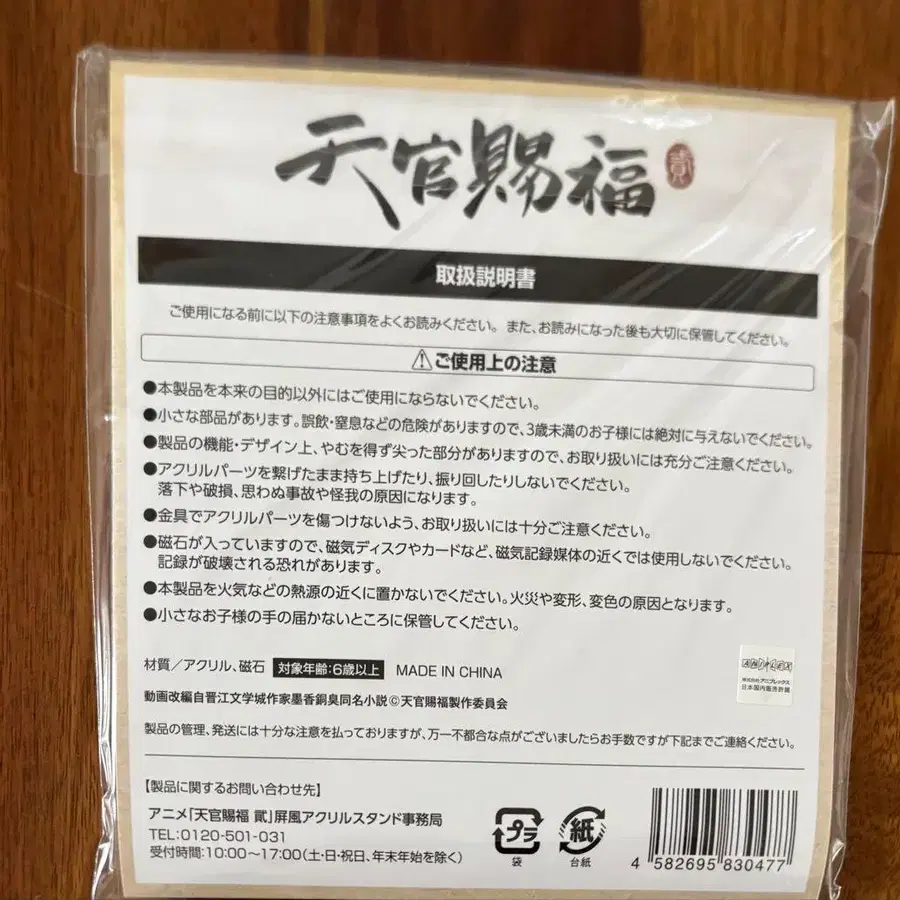 天官賜福 貳
取扱説明書
ご使用になる前に以下の注意事項をよくお読みください。また、お読みになった後も大切に保管してください。
⚠ご使用上の注意
●本製品を本来の目的以外にはご使用にならないでください。
●小さな部品があります。誤飲・窒息などの危険がありますので、3歳未満のお子様には絶対に与えないでください。
●製品の機能・デザイン上、やむを得ず尖った部分がありますので、お取り扱いには充分ご注意ください。
●アクリルパーツを繋げたまま持ち上げたり、振り回したりしないでください。
落下や破損、思わぬ事故や怪我の原因になります。
●金具でアクリルパーツを傷つけないよう、お取り扱いには十分ご注意ください。
●磁石が入っていますので、磁気ディスクやカードなど、磁気記録媒体の近くでは使用しないでください。
記録が破壊される恐れがあります。
●本製品を火気などの熱源の近くに置かないでください。火災や変形、変色の原因となります。
●小さなお子様の手の届かないところに保管してください。
材質／アクリル、磁石 対象年齢:6歳以上 MADE IN CHINA
ANIPLEX
株式会社アニプレックス
日本国内販売許諾
動画改編自晋江文学城作家墨香銅臭同名小説©天官賜福製作委員会
製品の管理、発送には十分な注意を払っておりますが、万一不都合な点がございましたらお手数ですが下記までご連絡ください。
【製品に関するお問い合わせ先】
アニメ「天官賜福 貳」屏風アクリルスタンド事務局
TEL:0120-501-031
受付時間:10:00〜17:00(土・日・祝日、年末年始を除く)
プラ
袋
紙
台紙
4 582695 830477